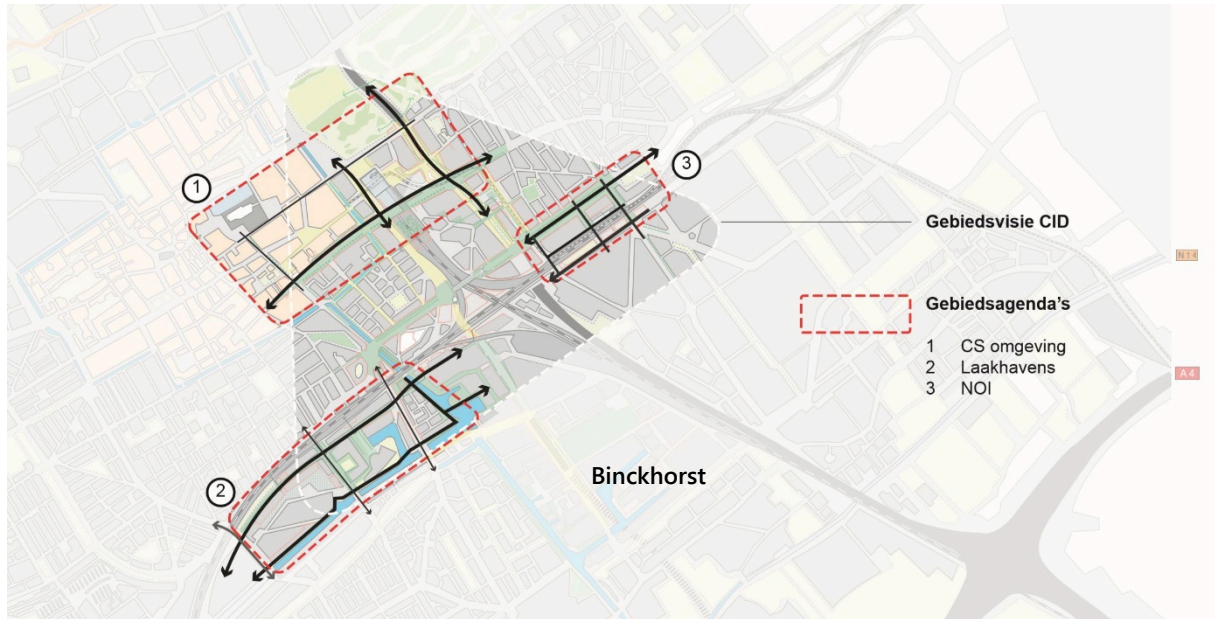 1
3
Gebiedsvisie CID
N14
Gebiedsagenda's
1 CS omgeving
2 Laakhavens
3 NOI
A4
Binckhorst
2